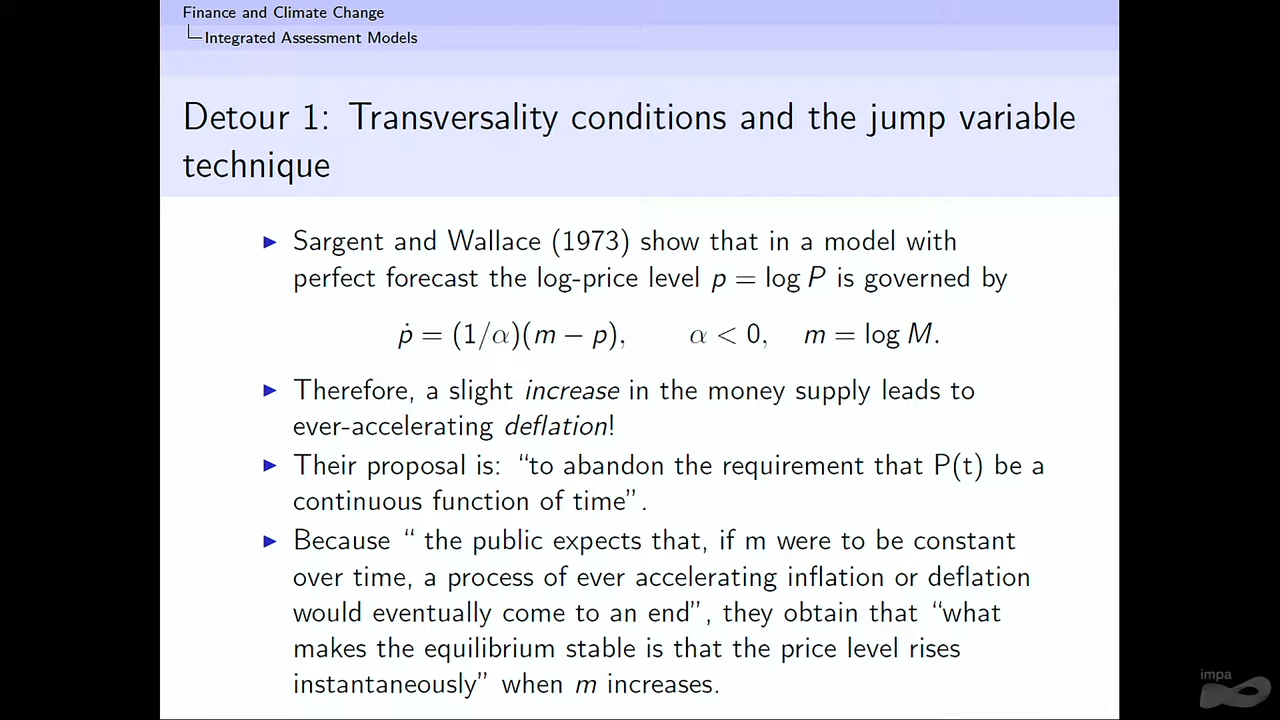 Finance and Climate Change
Integrated Assessment Models
Detour 1: Transversality conditions and the jump variable
technique
▶ Sargent and Wallace (1973) show that in a model with
perfect forecast the log-price level p = log P is governed by
ṗ = (1/α)(m − p), α < 0, m = log M.
▶ Therefore, a slight increase in the money supply leads to
ever-accelerating deflation!
▶ Their proposal is: “to abandon the requirement that P(t) be a
continuous function of time”.
▶ Because “ the public expects that, if m were to be constant
over time, a process of ever accelerating inflation or deflation
would eventually come to an end”, they obtain that “what
makes the equilibrium stable is that the price level rises
instantaneously” when m increases.
impa